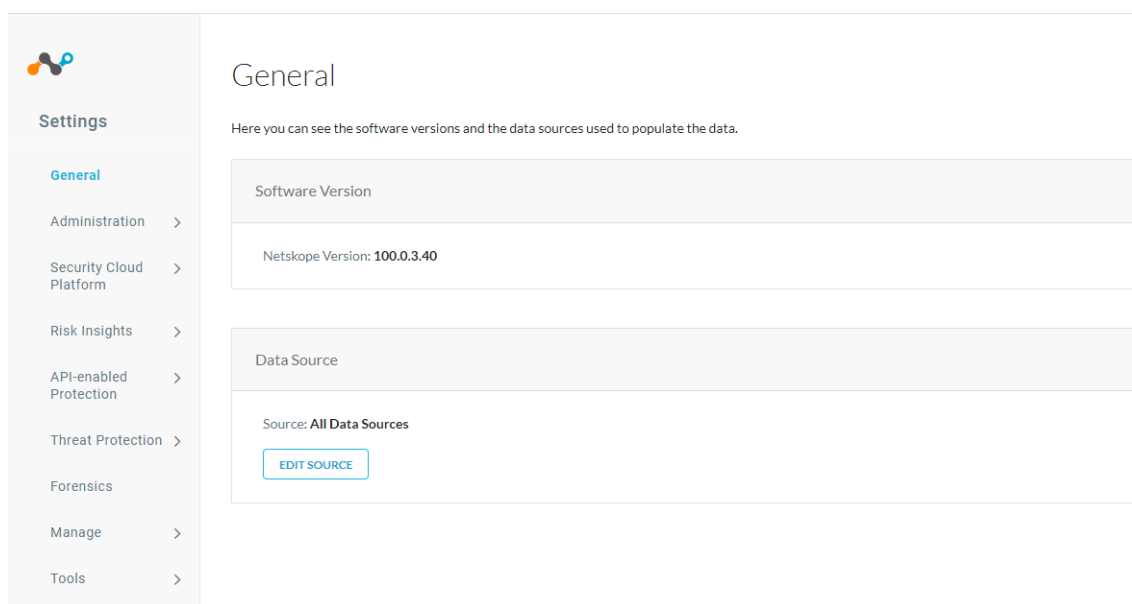 Settings
General
Administration
Security Cloud
Platform
Risk Insights
API-enabled
Protection
Threat Protection
Forensics
Manage
Tools
General
Here you can see the software versions and the data sources used to populate the data.
Software Version
Netskope Version: 100.0.3.40
Data Source
Source: All Data Sources
EDIT SOURCE